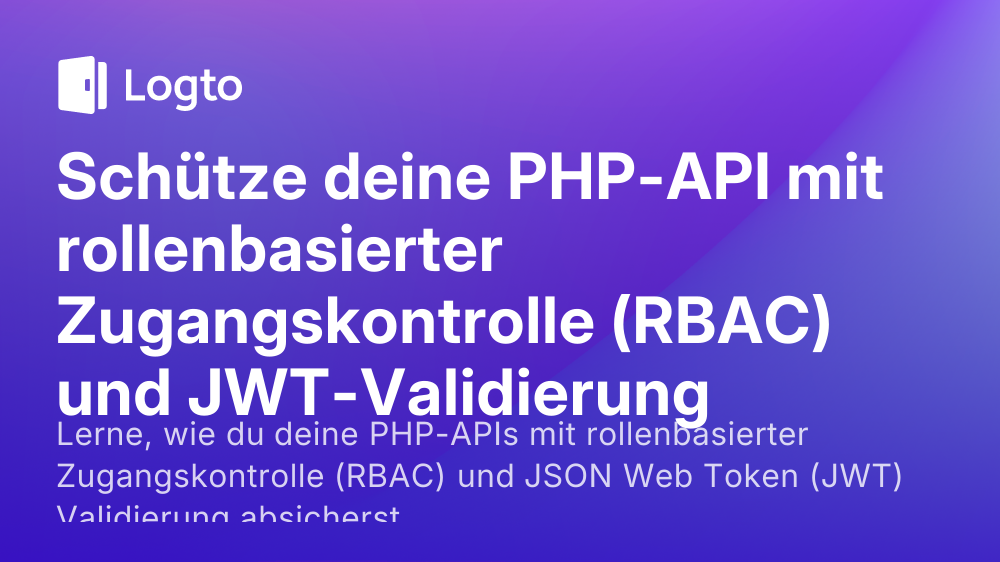 Logto
Schütze deine PHP-API mit
rollenbasierter
Zugangskontrolle (RBAC)
und JWT-Validierung
Lerne, wie du deine PHP-APIs mit rollenbasierter
Zugangskontrolle (RBAC) und JSON Web Token (JWT)
Validierung absicherst